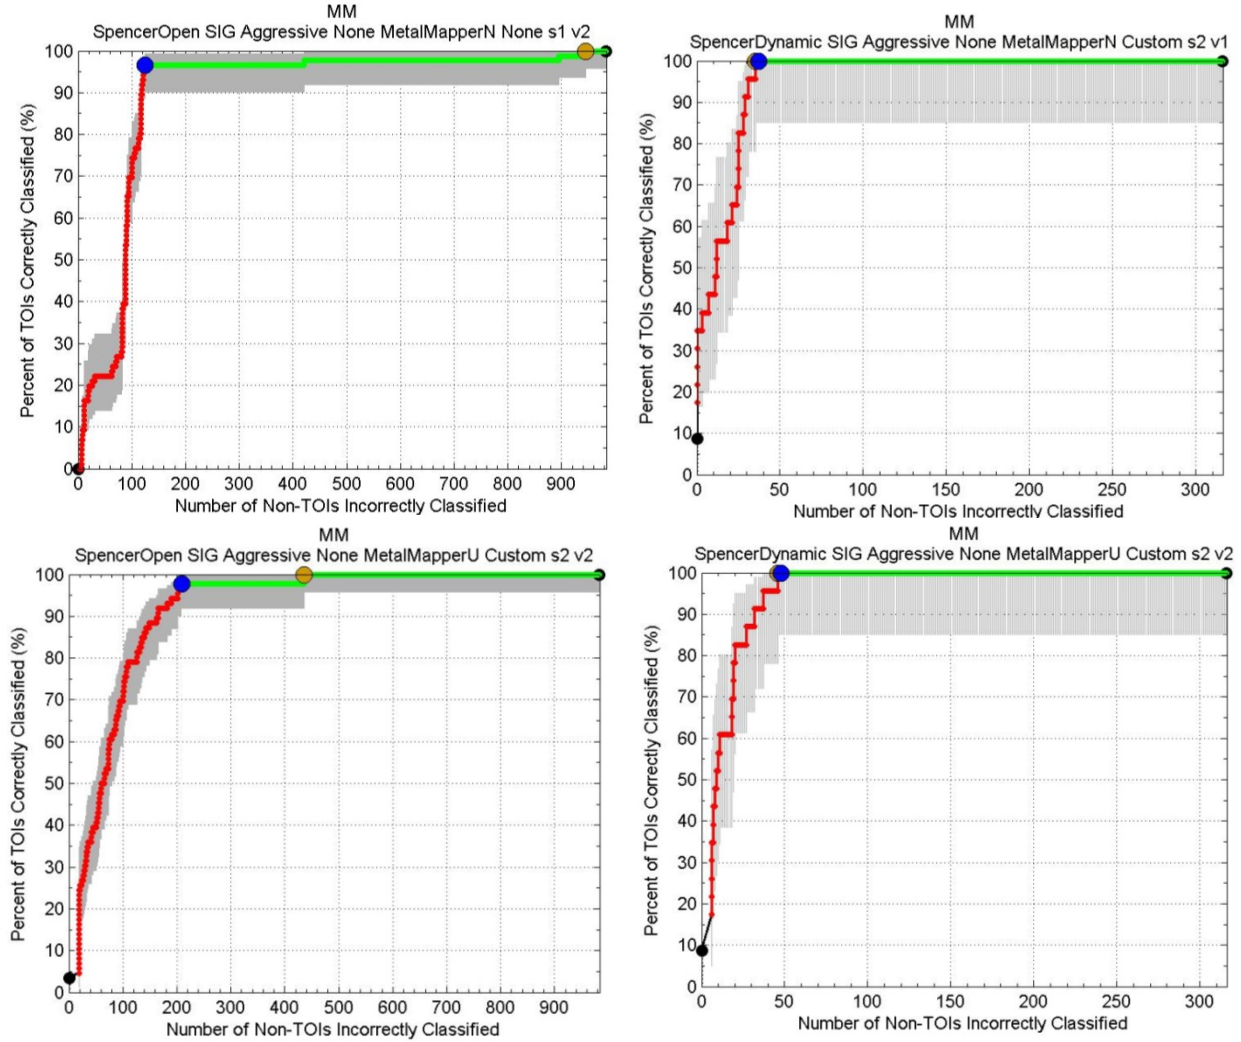 MM
SpencerOpen SIG Aggressive None MetalMapperN None s1 v2
Percent of TOIs Correctly Classified (%)
100
90
80
70
60
50
40
30
20
10
0
0 100 200 300 400 500 600 700 800 900
Number of Non-TOIs Incorrectly Classified
MM
SpencerDynamic SIG Aggressive None MetalMapperN Custom s2 v1
Percent of TOIs Correctly Classified (%)
100
90
80
70
60
50
40
30
20
10
0
0 50 100 150 200 250 300
Number of Non-TOIs Incorrectly Classified
MM
SpencerOpen SIG Aggressive None MetalMapperU Custom s2 v2
Percent of TOIs Correctly Classified (%)
100
90
80
70
60
50
40
30
20
10
0
0 100 200 300 400 500 600 700 800 900
Number of Non-TOIs Incorrectly Classified
MM
SpencerDynamic SIG Aggressive None MetalMapperU Custom s2 v2
Percent of TOIs Correctly Classified (%)
100
90
80
70
60
50
40
30
20
10
0
0 50 100 150 200 250 300
Number of Non-TOIs Incorrectly Classified